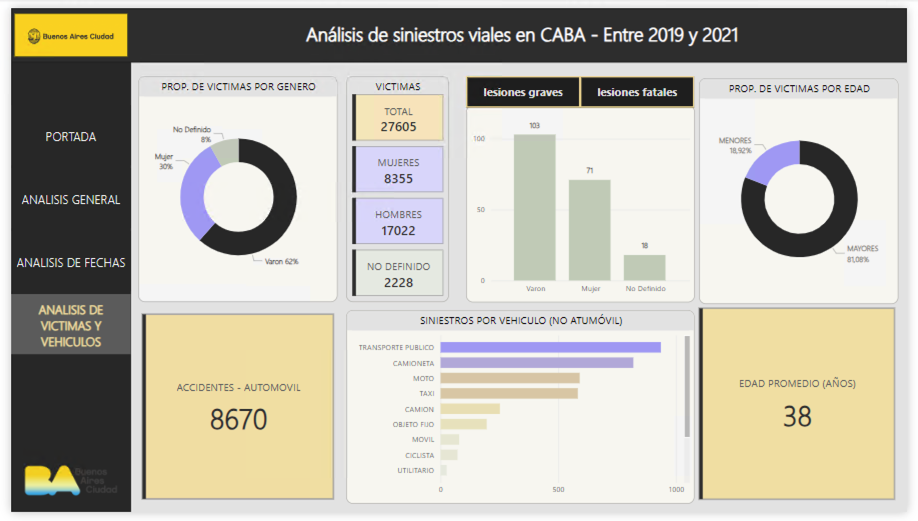 Buenos Aires Ciudad
Análisis de siniestros viales en CABA - Entre 2019 y 2021
PORTADA
ANALISIS GENERAL
ANALISIS DE FECHAS
ANALISIS DE
VICTIMAS Y
VEHICULOS
BA
Buenos
Aires
Ciudad
PROP. DE VICTIMAS POR GENERO
No Definido
8%
Mujer
30%
Varon 62%
VICTIMAS
TOTAL
27605
MUJERES
8355
HOMBRES
17022
NO DEFINIDO
2228
lesiones graves
lesiones fatales
100
50
0
103
71
18
Varon
Mujer
No Definido
PROP. DE VICTIMAS POR EDAD
MENORES
18,92%
MAYORES
81,08%
ACCIDENTES - AUTOMOVIL
8670
SINIESTROS POR VEHICULO (NO ATUMÓVIL)
TRANSPORTE PUBLICO
CAMIONETA
MOTO
TAXI
CAMION
OBJETO FIJO
MOVIL
CICLISTA
UTILITARIO
0
500
1000
EDAD PROMEDIO (AÑOS)
38